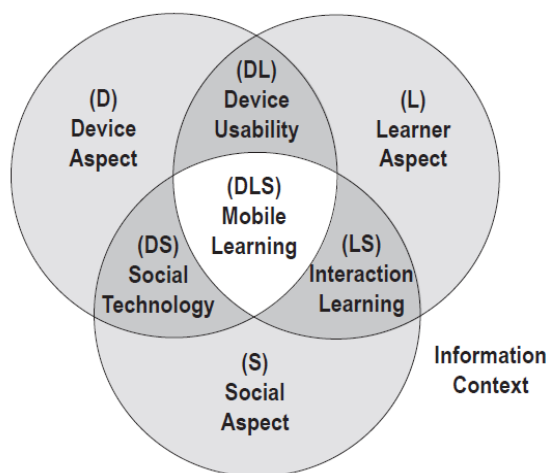 (DL)
Device
Usability
(D)
Device
Aspect
(L)
Learner
Aspect
(DLS)
Mobile
Learning
(DS)
Social
Technology
(LS)
Interaction
Learning
(S)
Social
Aspect
Information
Context